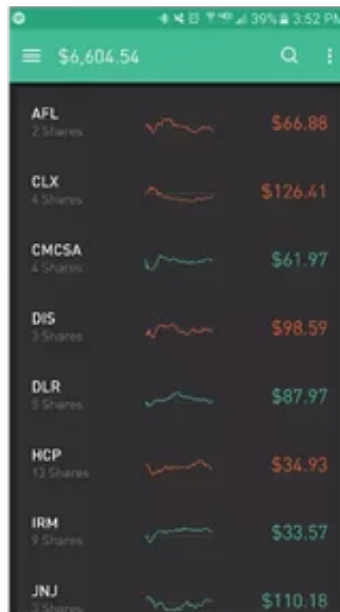 39% 3:52 PM
$6,604.54
AFL $66.88
2 Shares
CLX $126.41
4 Shares
CMCSA $61.97
4 Shares
DIS $98.59
3 Shares
DLR $87.97
5 Shares
HCP $34.93
12 Shares
IRM $33.57
9 Shares
JNJ $110.18
Shares